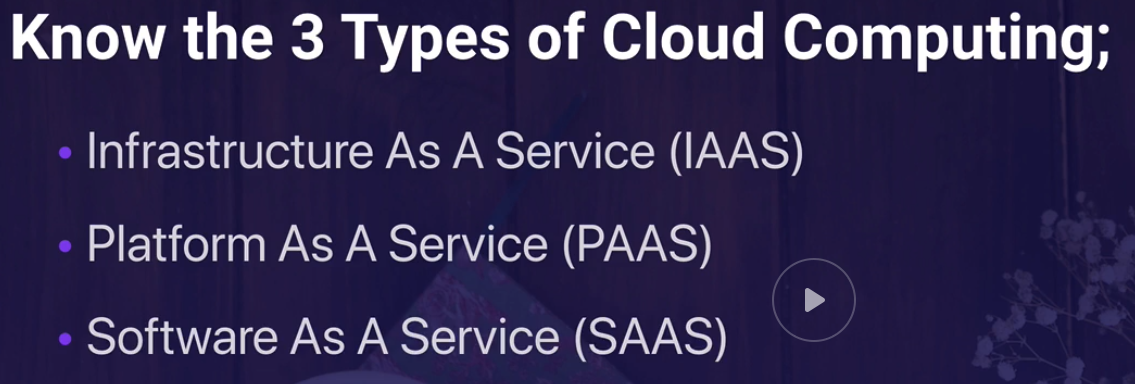 Know the 3 Types of Cloud Computing;
• Infrastructure As A Service (IAAS)
• Platform As A Service (PAAS)
• Software As A Service (SAAS)